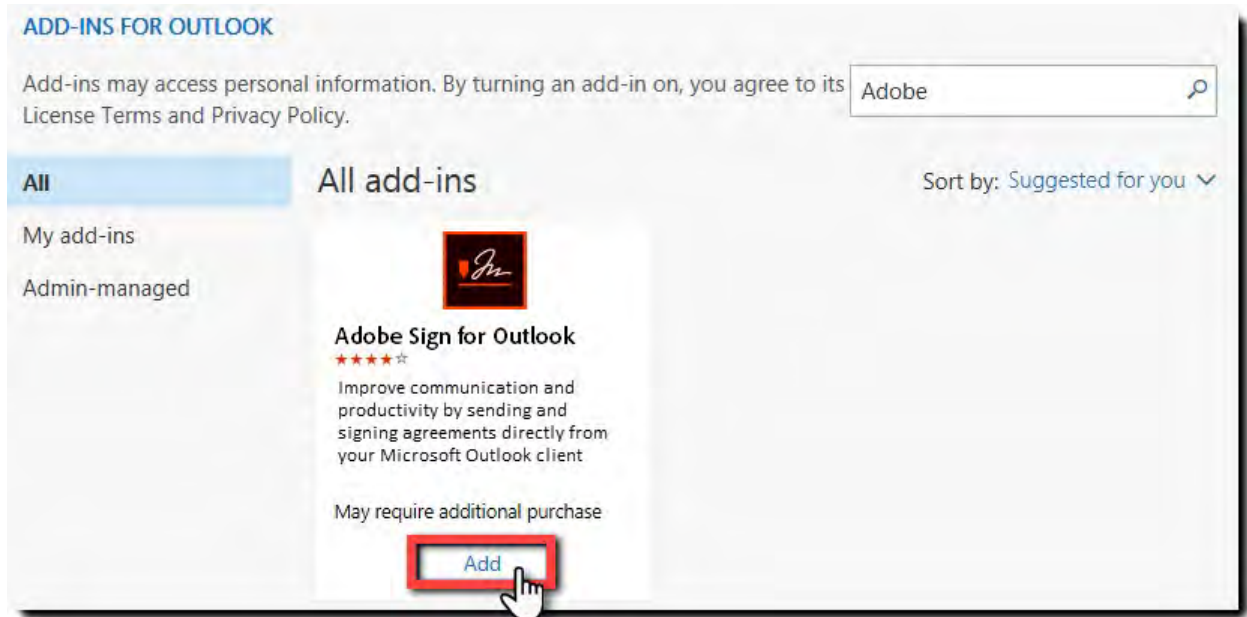 ADD-INS FOR OUTLOOK
Add-ins may access personal information. By turning an add-in on, you agree to its
License Terms and Privacy Policy.
Adobe
All
All add-ins
Sort by: Suggested for you
My add-ins
Admin-managed
Adobe Sign for Outlook
Improve communication and
productivity by sending and
signing agreements directly from
your Microsoft Outlook client
May require additional purchase
Add